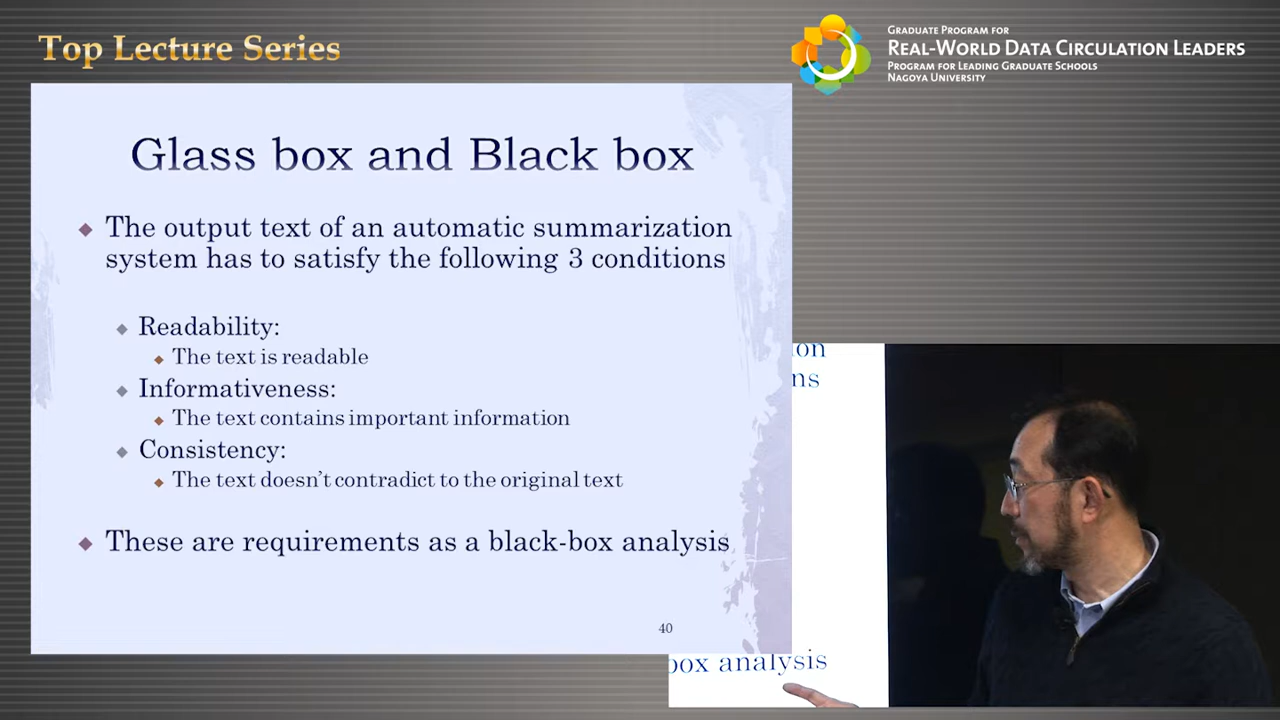 Top Lecture Series
GRADUATE PROGRAM FOR
REAL-WORLD DATA CIRCULATION LEADERS
PROGRAM FOR LEADING GRADUATE SCHOOLS
NAGOYA UNIVERSITY
Glass box and Black box
The output text of an automatic summarization
system has to satisfy the following 3 conditions
Readability:
The text is readable
Informativeness:
The text contains important information
Consistency:
The text doesn't contradict to the original text
These are requirements as a black-box analysis
40
ion
ns
box analysis